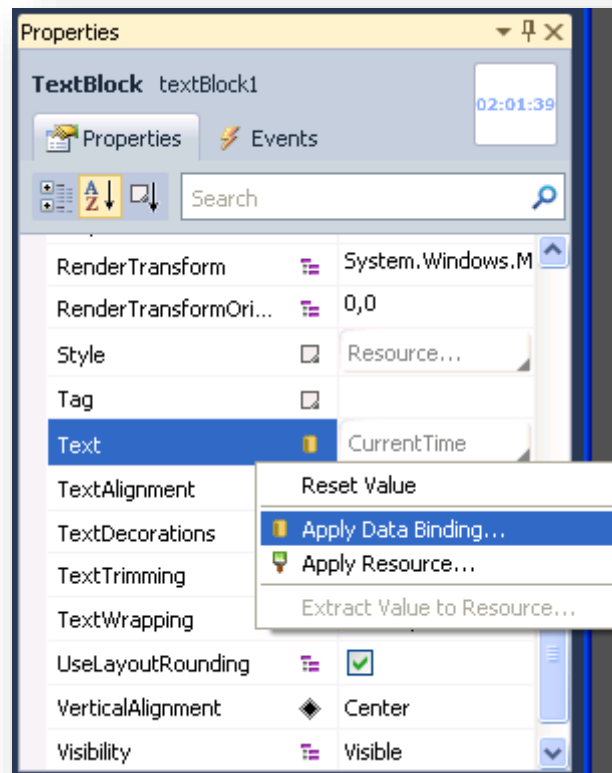 Properties
TextBlock textBlock1
02:01:39
Properties Events
Search
RenderTransform System.Windows.M
RenderTransformOri... 0,0
Style Resource...
Tag
Text CurrentTime
TextAlignment Reset Value
TextDecorations Apply Data Binding...
TextTrimming Apply Resource...
TextWrapping Extract Value to Resource...
UseLayoutRounding
VerticalAlignment Center
Visibility Visible